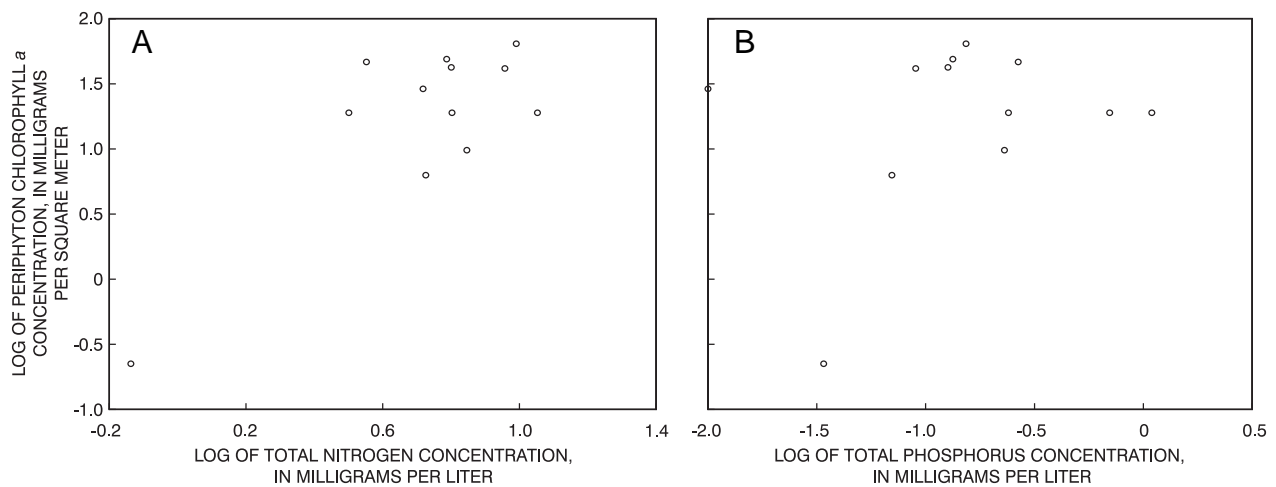 A
B
LOG OF PERIPHYTON CHLOROPHYLL a
CONCENTRATION, IN MILLIGRAMS
PER SQUARE METER
2.0
1.5
1.0
0.5
0
-0.5
-1.0
-0.2
0.2
0.6
1.0
1.4
LOG OF TOTAL NITROGEN CONCENTRATION,
IN MILLIGRAMS PER LITER
-2.0
-1.5
-1.0
-0.5
0
0.5
LOG OF TOTAL PHOSPHORUS CONCENTRATION,
IN MILLIGRAMS PER LITER